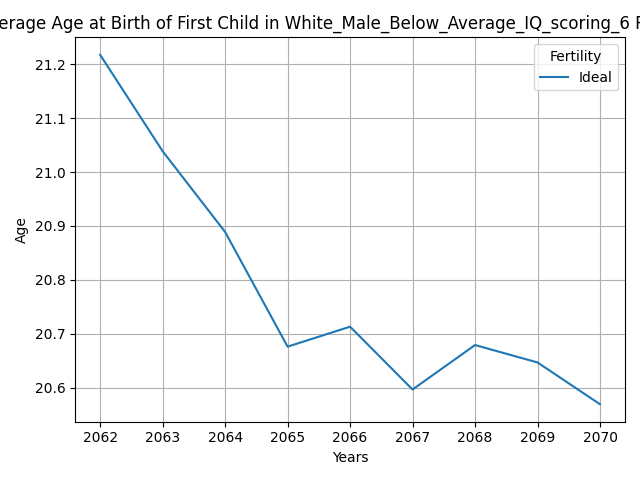 erage Age at Birth of First Child in White_Male_Below_Average_IQ_scoring_6
Fertility
Ideal
21.2
21.1
21.0
20.9
20.8
20.7
20.6
Age
2062 2063 2064 2065 2066 2067 2068 2069 2070
Years